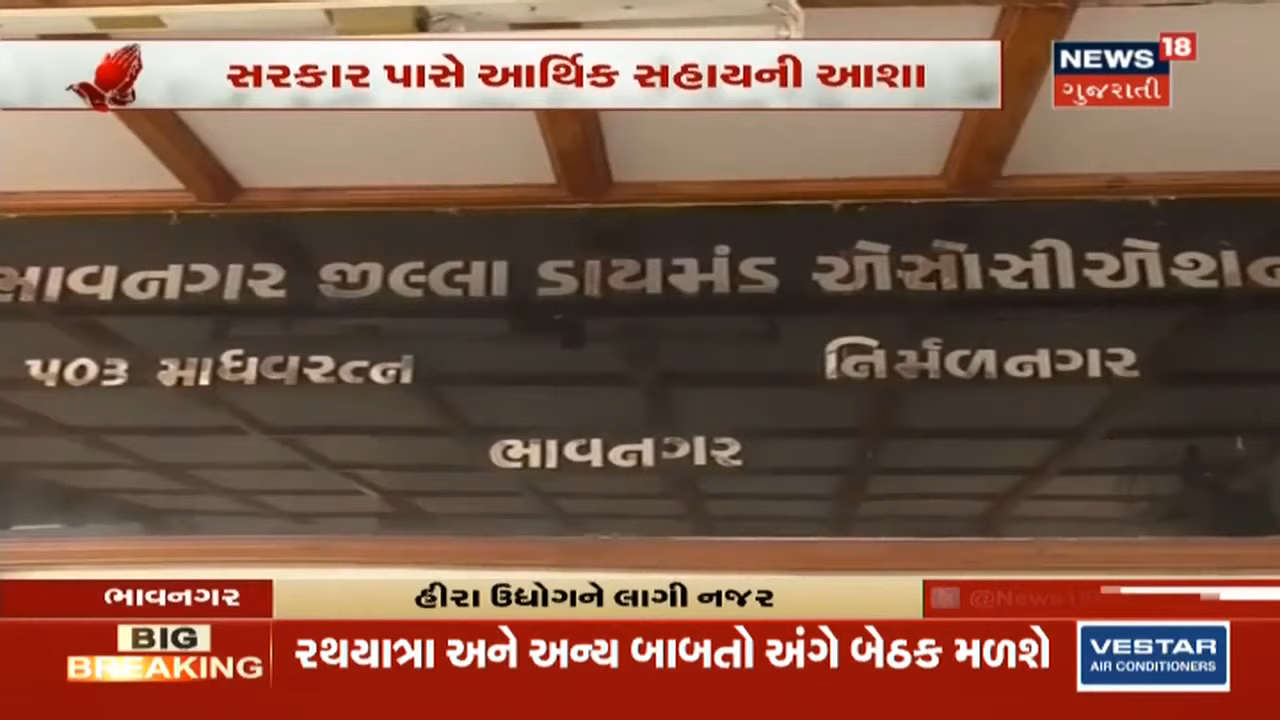 સરકાર પાસે આર્થિક સહાયની આશા
NEWS 18
ગુજરાતી
ભાવનગર જીલ્લા ડાયમંડ એસોસીએશન
૫૦૩ માધવરત્ન
નિર્મળનગર
ભાવનગર
ભાવનગર
હીરા ઉધોગને લાગી નજર
BIG
BREAKING
રથયાત્રા અને અન્ય બાબતો અંગે બેઠક મળશે
VESTAR
AIR CONDITIONERS